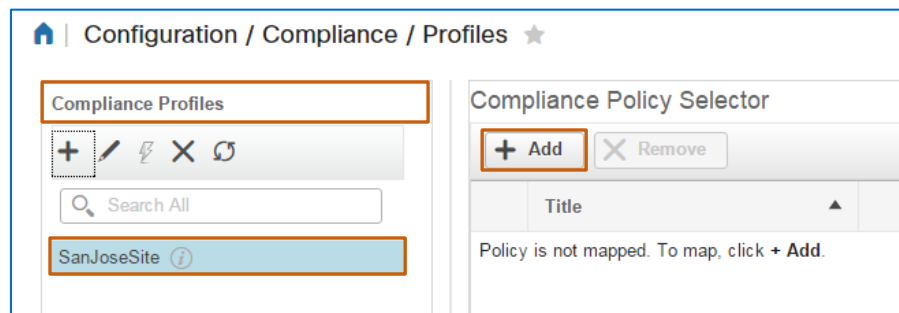 Configuration / Compliance / Profiles
Compliance Profiles
Search All
SanJoseSite i
Compliance Policy Selector
+ Add
Remove
Title
Policy is not mapped. To map, click + Add.